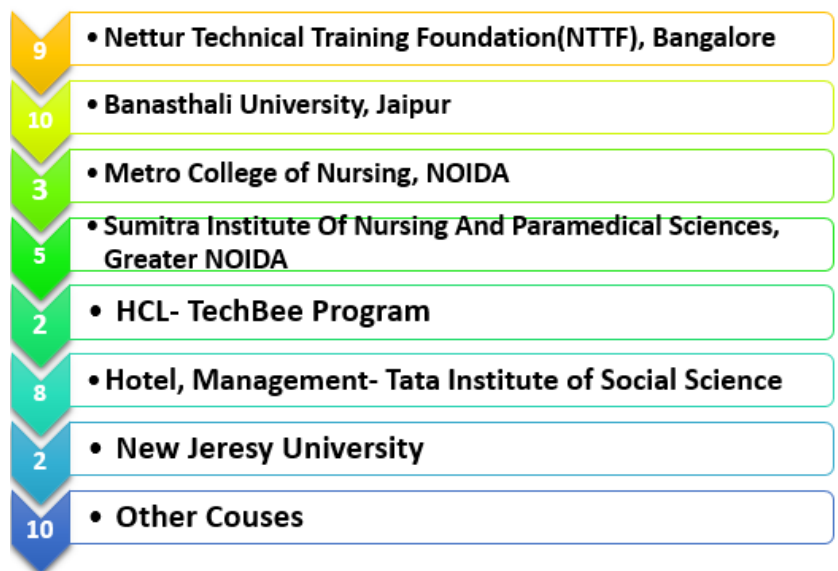 9
• Nettur Technical Training Foundation(NTTF), Bangalore
10
• Banasthali University, Jaipur
3
• Metro College of Nursing, NOIDA
5
• Sumitra Institute Of Nursing And Paramedical Sciences,
Greater NOIDA
2
• HCL- TechBee Program
8
• Hotel, Management- Tata Institute of Social Science
2
• New Jeresy University
10
• Other Couses